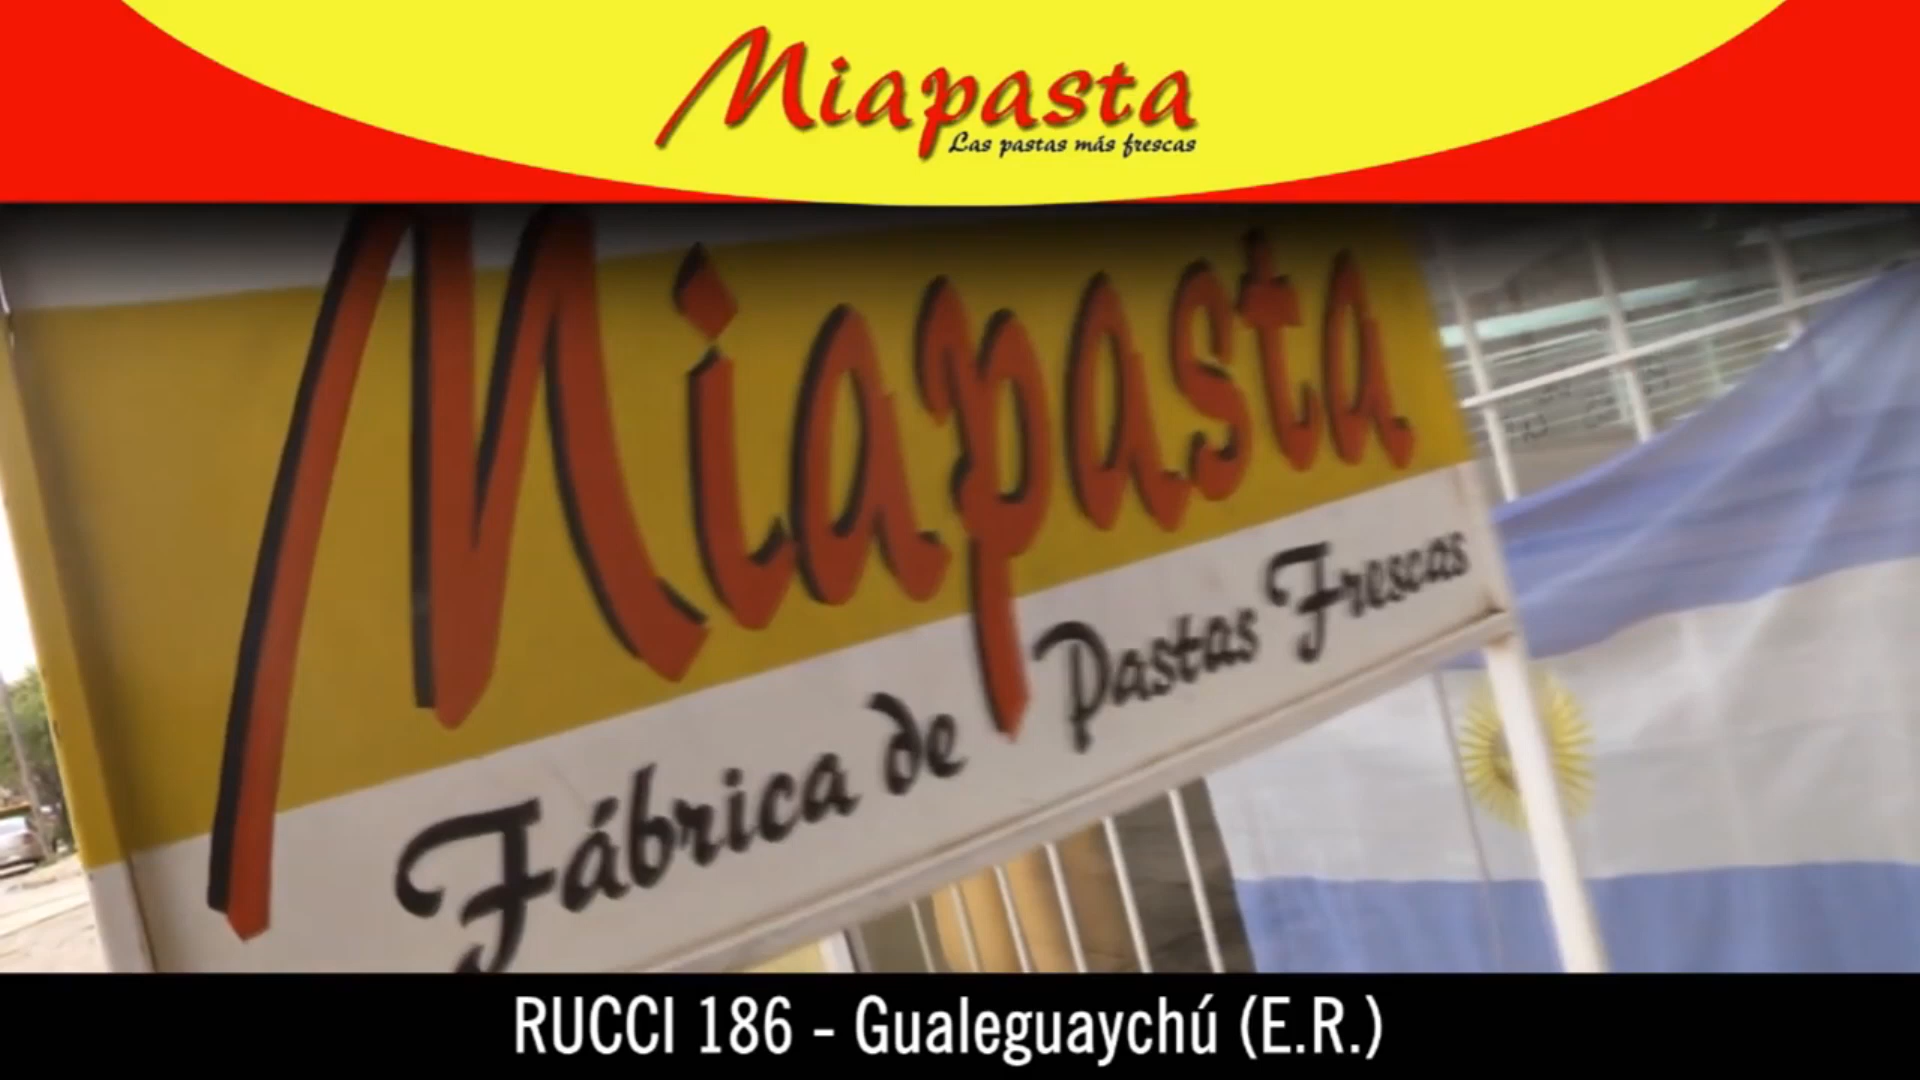 Miapasta
Las pastas más frescas
Miapasta
Fábrica de Pastas Frescas
RUCCI 186 - Gualeguaychú (E.R.)